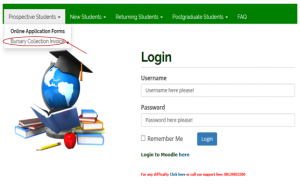 Prospective Students New Students Returning Students Postgraduate Students FAQ
Online Application Forms
Bursary Collection Invoice
Login
Username
Username here please!
Password
Password here please!
Remember Me Login
Login to Moodle here
For any difficulty Click here or call our support lines: